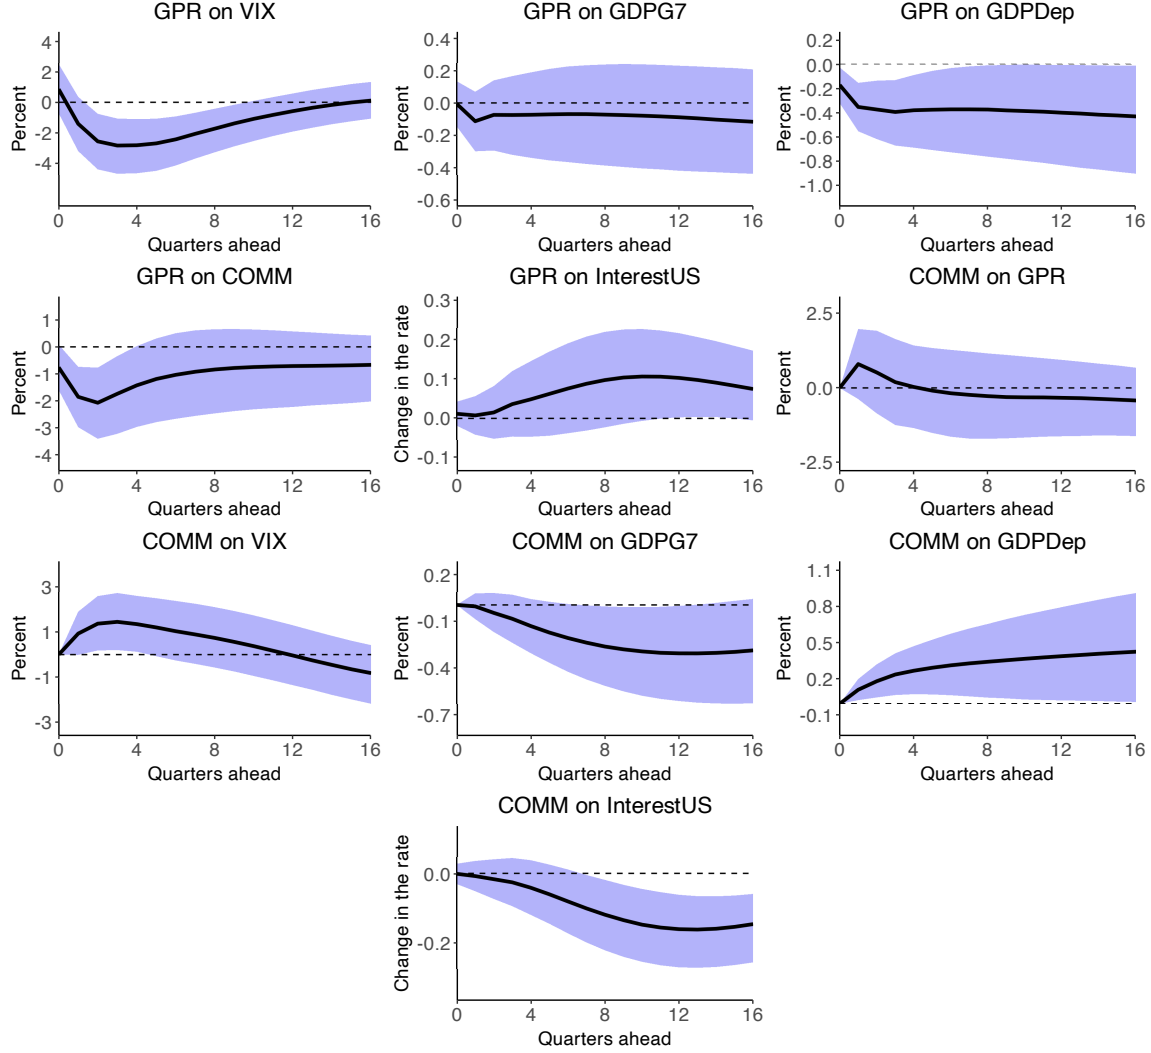 GPR on VIX
Percent
4
2
0
-2
-4
0 4 8 12 16
Quarters ahead
GPR on GDPG7
Percent
0.4
0.2
0.0
-0.2
-0.4
-0.6
0 4 8 12 16
Quarters ahead
GPR on GDPDep
Percent
0.2
0.0
-0.2
-0.4
-0.6
-0.8
-1.0
0 4 8 12 16
Quarters ahead
GPR on COMM
Percent
1
0
-1
-2
-3
-4
0 4 8 12 16
Quarters ahead
GPR on InterestUS
Change in the rate
0.3
0.2
0.1
0.0
-0.1
0 4 8 12 16
Quarters ahead
COMM on GPR
Percent
2.5
0.0
-2.5
0 4 8 12 16
Quarters ahead
COMM on VIX
Percent
3
1
-1
-3
0 4 8 12 16
Quarters ahead
COMM on GDPG7
Percent
0.2
-0.1
-0.4
-0.7
0 4 8 12 16
Quarters ahead
COMM on GDPDep
Percent
1.1
0.8
0.5
0.2
-0.1
0 4 8 12 16
Quarters ahead
COMM on InterestUS
Change in the rate
0.0
-0.2
0 4 8 12 16
Quarters ahead